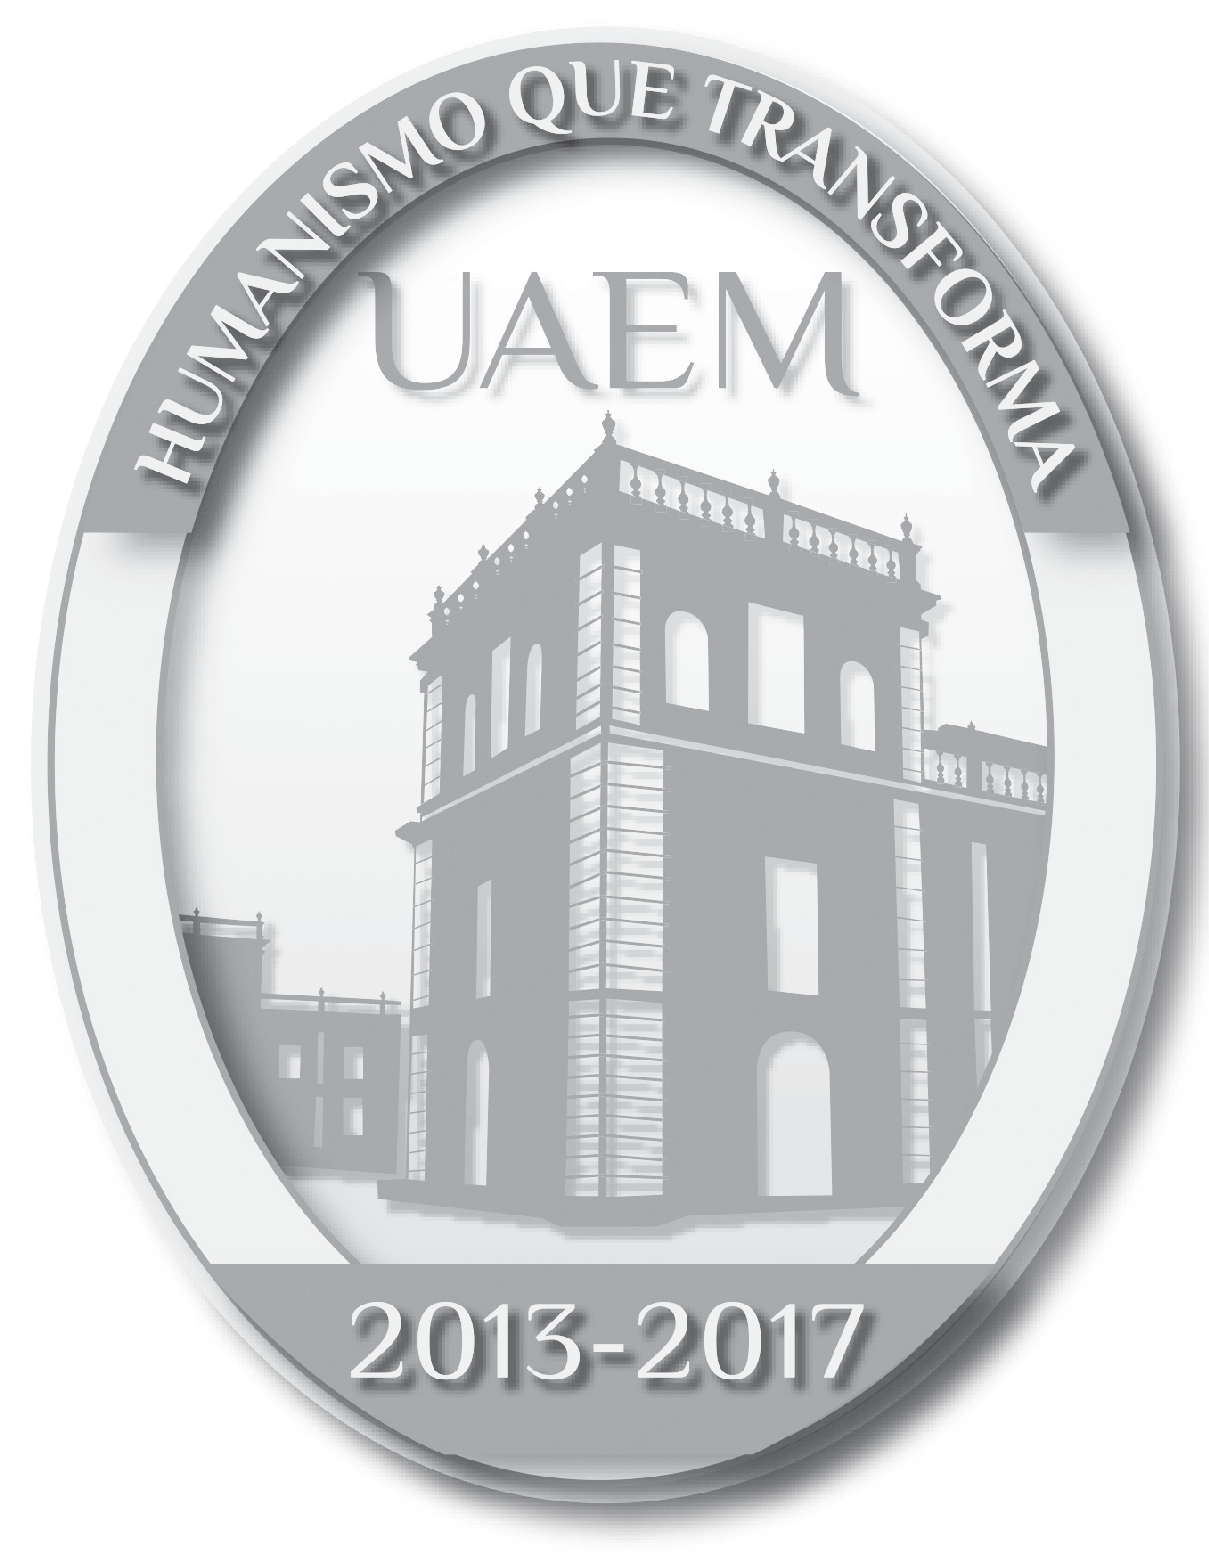 HUMANISMO QUE TRANSFORMA
UAEM
2013-2017